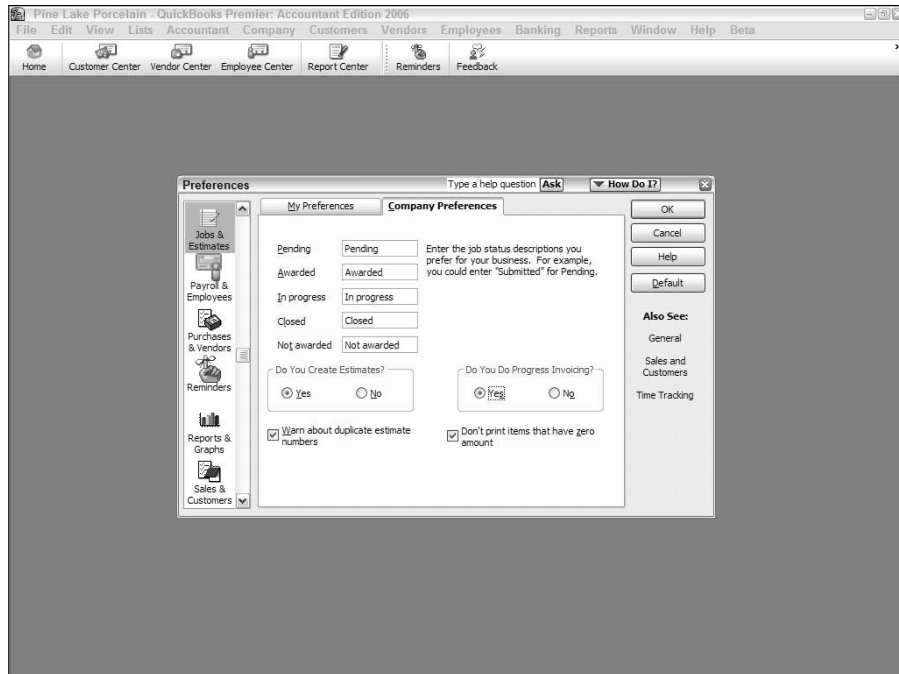 Pine Lake Porcelain - QuickBooks Premier: Accountant Edition 2006
File Edit View Lists Accountant Company Customers Vendors Employees Banking Reports Window Help Beta
Home Customer Center Vendor Center Employee Center Report Center Reminders Feedback
Preferences Type a help question Ask How Do I?
My Preferences Company Preferences
Jobs &
Estimates
Payroll &
Employees
Purchases
& Vendors
Reminders
Reports &
Graphs
Sales &
Customers
Pending Pending
Awarded Awarded
In progress In progress
Closed Closed
Not awarded Not awarded
Enter the job status descriptions you
prefer for your business. For example,
you could enter "Submitted" for Pending.
Do You Create Estimates?
Yes No
Do You Do Progress Invoicing?
Yes No
Warn about duplicate estimate
numbers
Don't print items that have zero
amount
OK
Cancel
Help
Default
Also See:
General
Sales and
Customers
Time Tracking